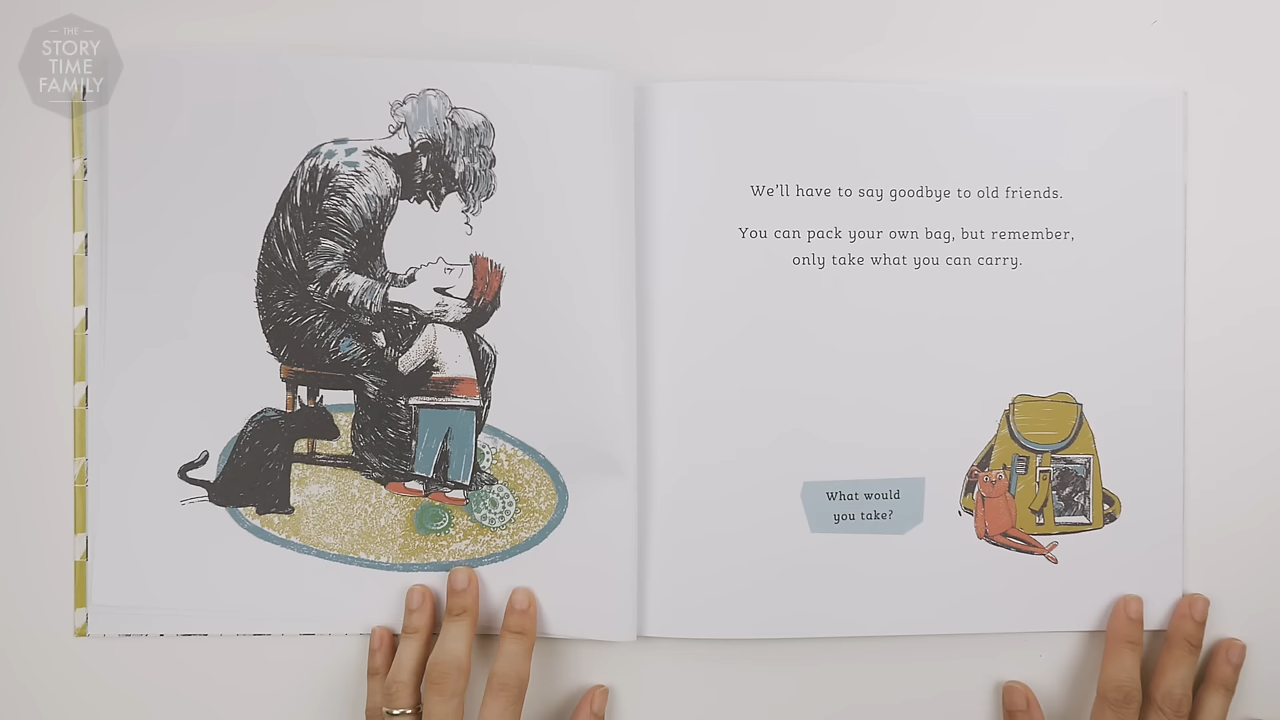 THE
STORY
TIME
FAMILY
We'll have to say goodbye to old friends.
You can pack your own bag, but remember,
only take what you can carry.
What would
you take?